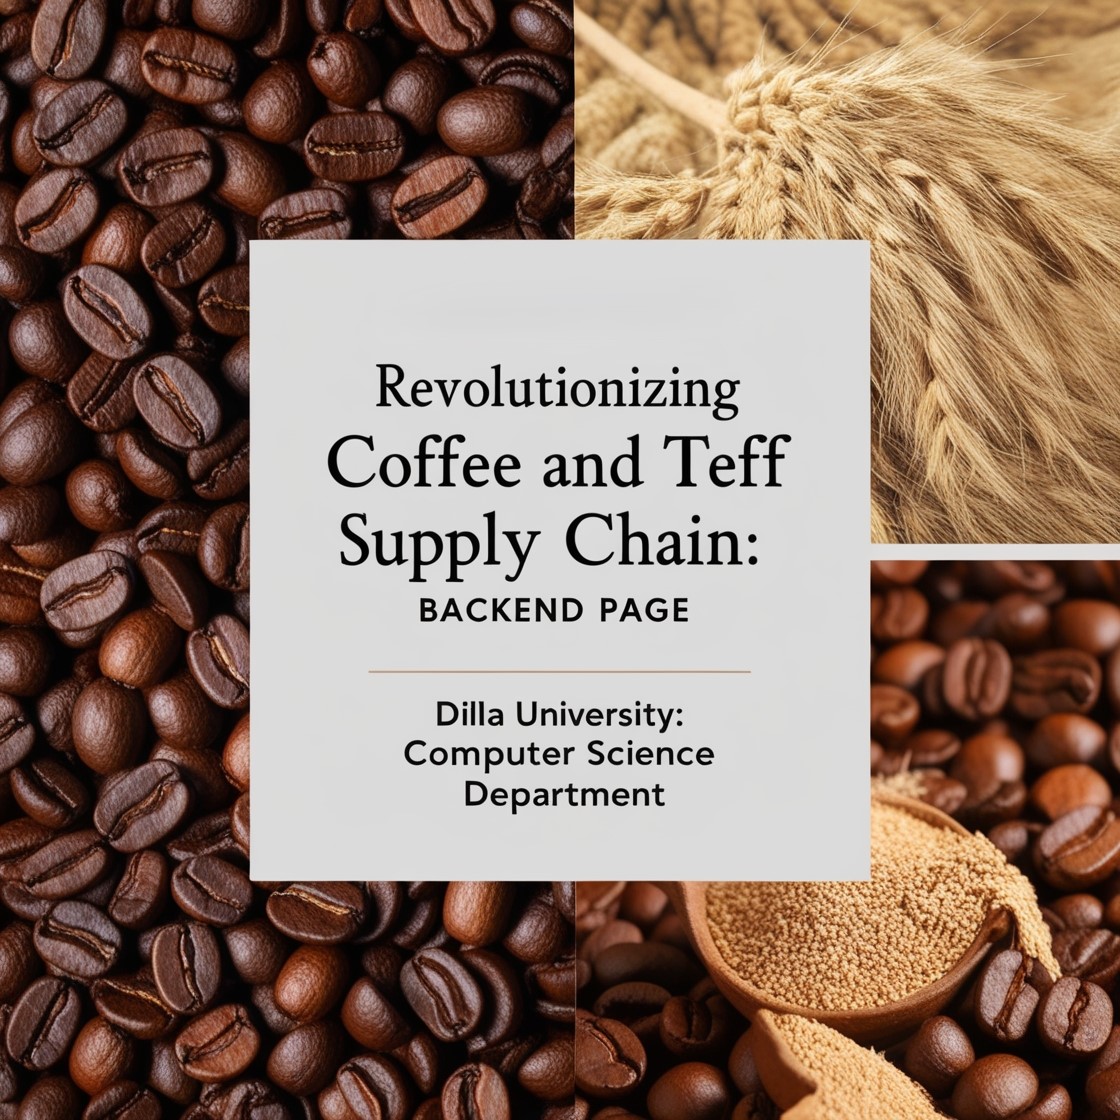 Revolutionizing
Coffee and Teff
Supply Chain:
BACKEND PAGE
Dilla University:
Computer Science
Department